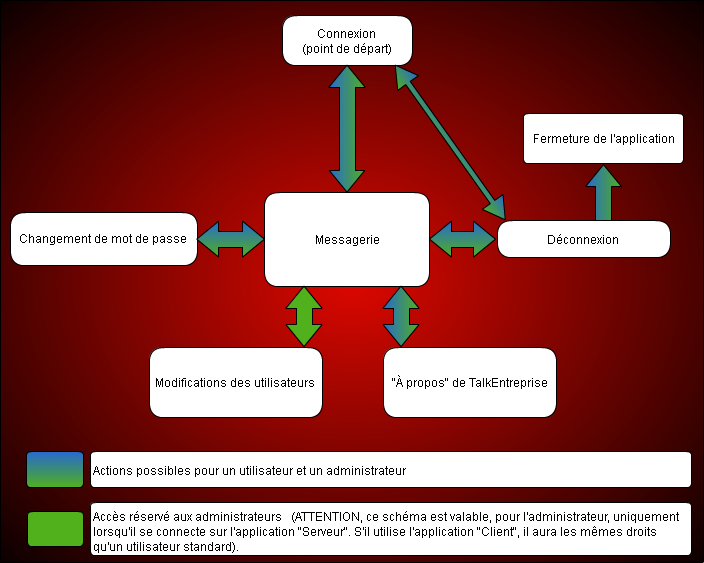 Connexion
(point de départ)
Fermeture de l'application
Changement de mot de passe
Messagerie
Déconnexion
Modifications des utilisateurs
"À propos" de TalkEntreprise
Actions possibles pour un utilisateur et un administrateur
Accès réservé aux administrateurs (ATTENTION, ce schéma est valable, pour l'administrateur, uniquement
lorsqu'il se connecte sur l'application "Serveur". S'il utilise l'application "Client", il aura les mêmes droits
qu'un utilisateur standard).